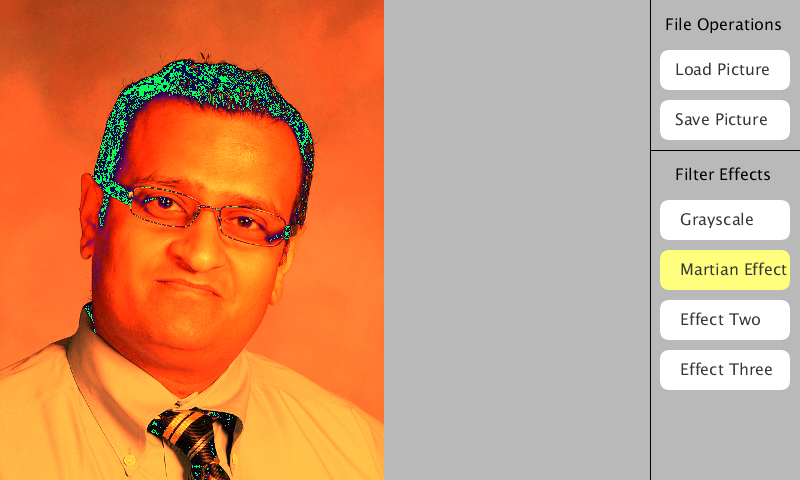 File Operations
Load Picture
Save Picture
Filter Effects
Grayscale
Martian Effect
Effect Two
Effect Three